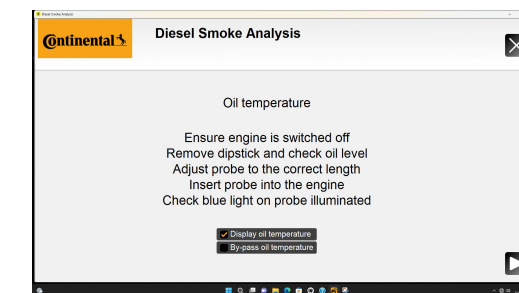 Diesel Smoke Analysis
Continental
Diesel Smoke Analysis
Oil temperature
Ensure engine is switched off
Remove dipstick and check oil level
Adjust probe to the correct length
Insert probe into the engine
Check blue light on probe illuminated
Display oil temperature
By-pass oil temperature